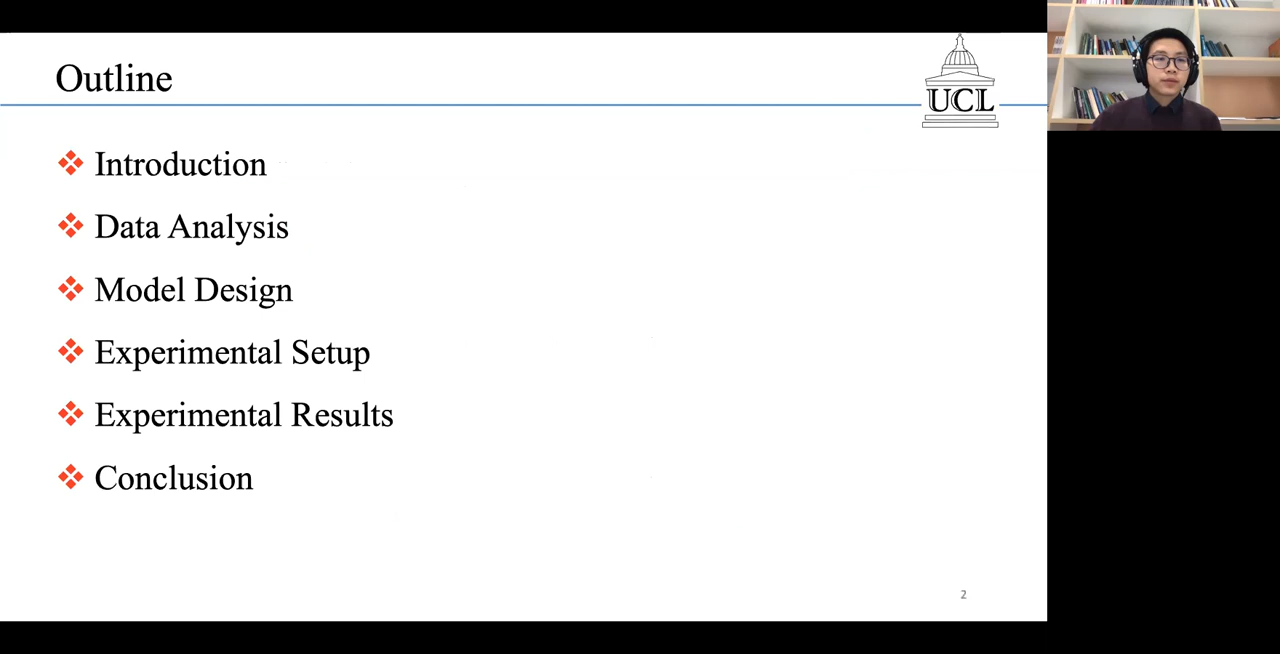 Outline
UCL
Introduction
Data Analysis
Model Design
Experimental Setup
Experimental Results
Conclusion
2